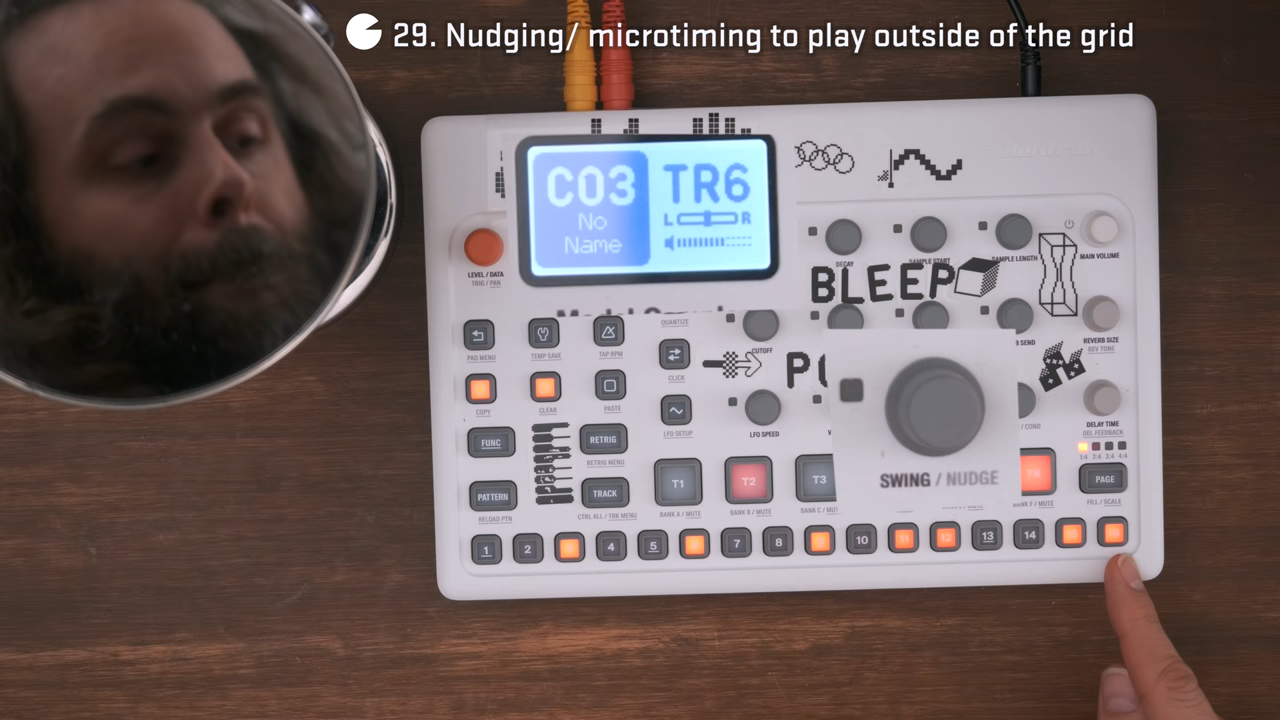 29. Nudging/ microtiming to play outside of the grid
C03
No
Name
TR6
L R
LEVEL / DATA
TRIG / PAN
DECAY
SAMPLE START
SAMPLE LENGTH
MAIN VOLUME
BLEEP
QUANTIZE
CUTOFF
SEND
REVERB SIZE
REV TONE
PAD MENU
TEMP SAVE
TAP BPM
CLICK
COPY
CLEAR
PASTE
LFO SETUP
LFO SPEED
/ COND
DELAY TIME
DEL FEEDBACK
1:4 2:4 3:4 4:4
FUNC
RETRIG
RETRIG MENU
SWING / NUDGE
PATTERN
RELOAD PTN
TRACK
CTRL ALL / TRK MENU
T1
T2
T3
PAGE
BANK A / MUTE
BANK B / MUTE
BANK C /
FILL / SCALE
1 2 4 5 7 8 10 11 12 13 14